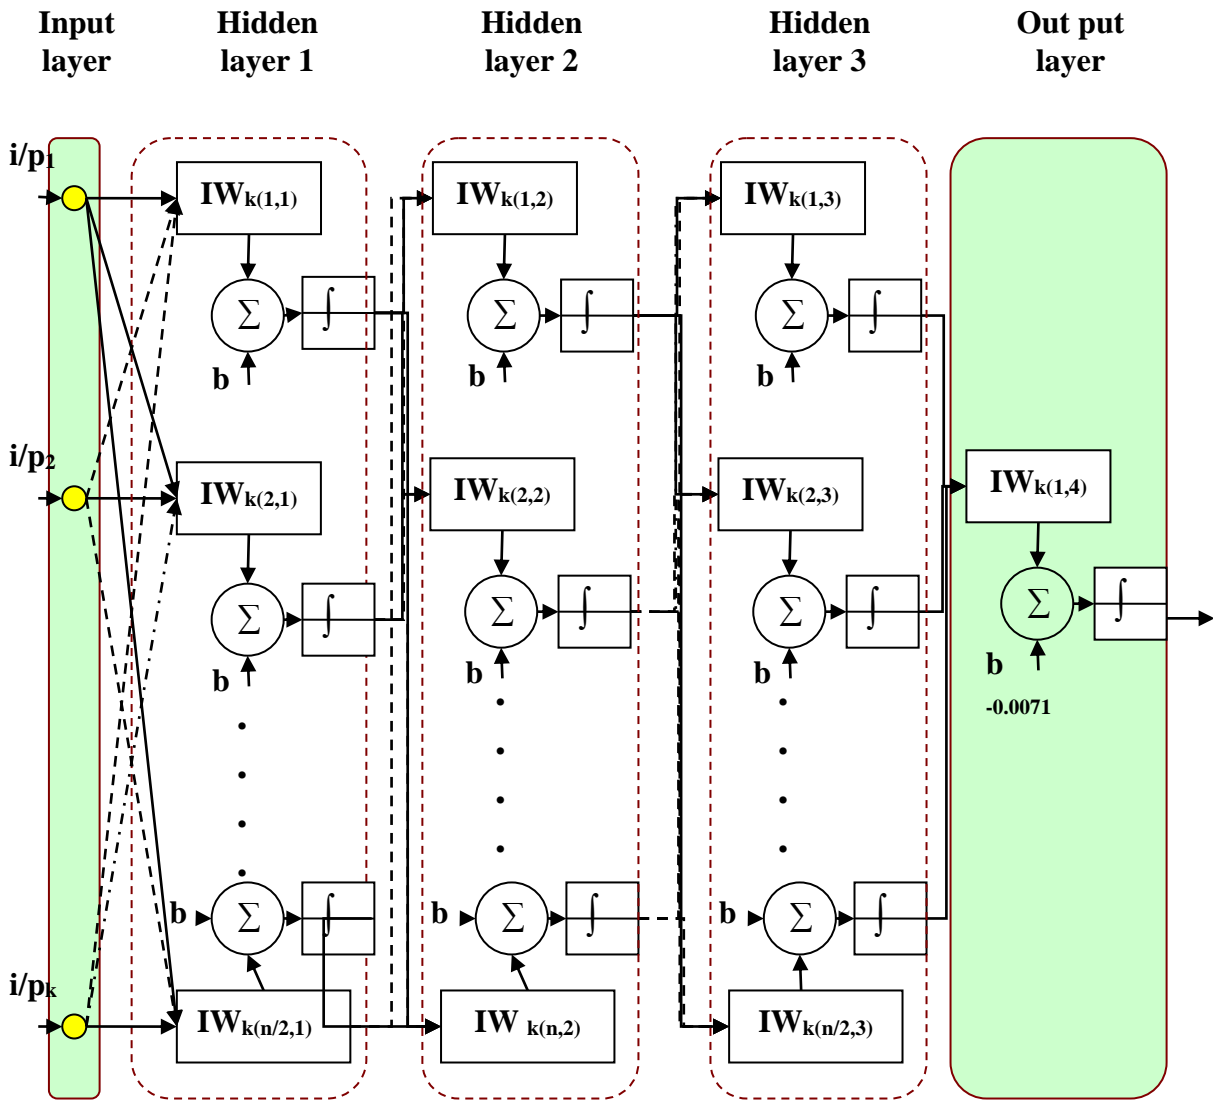 Input layer
Hidden layer 1
Hidden layer 2
Hidden layer 3
Out put layer
i/p1
IWk(1,1)
IWk(1,2)
IWk(1,3)
Σ ∫
Σ ∫
Σ ∫
b
b
b
i/p2
IWk(2,1)
IWk(2,2)
IWk(2,3)
IWk(1,4)
Σ ∫
Σ ∫
Σ ∫
Σ ∫
b
b
b
b
-0.0071
b Σ ∫
b Σ ∫
b Σ ∫
i/pk
IWk(n/2,1)
IW k(n,2)
IWk(n/2,3)